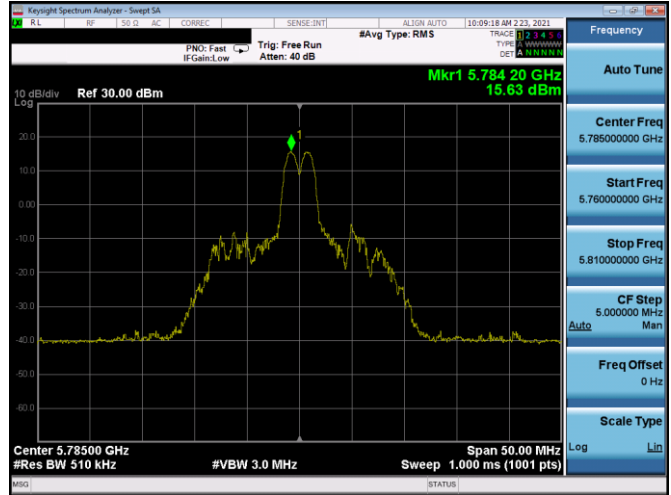 Keysight Spectrum Analyzer - Swept SA
RL RF 50 Ω AC CORREC SENSE:INT ALIGN AUTO 10:09:18 AM 2 23, 2021
#Avg Type: RMS
TRACE 1 2 3 4 5 6
PNO: Fast Trig: Free Run TYPE A WWWWW
IFGain:Low Atten: 40 dB DET A N N N N N
Mkr1 5.784 20 GHz
15.63 dBm
10 dB/div Ref 30.00 dBm
Log
1
20.0
10.0
0.00
-10.0
-20.0
-30.0
-40.0
-50.0
-60.0
Center 5.78500 GHz Span 50.00 MHz
#Res BW 510 kHz #VBW 3.0 MHz Sweep 1.000 ms (1001 pts)
MSG STATUS
Frequency
Auto Tune
Center Freq
5.785000000 GHz
Start Freq
5.760000000 GHz
Stop Freq
5.810000000 GHz
CF Step
5.000000 MHz
Auto Man
Freq Offset
0 Hz
Scale Type
Log Lin